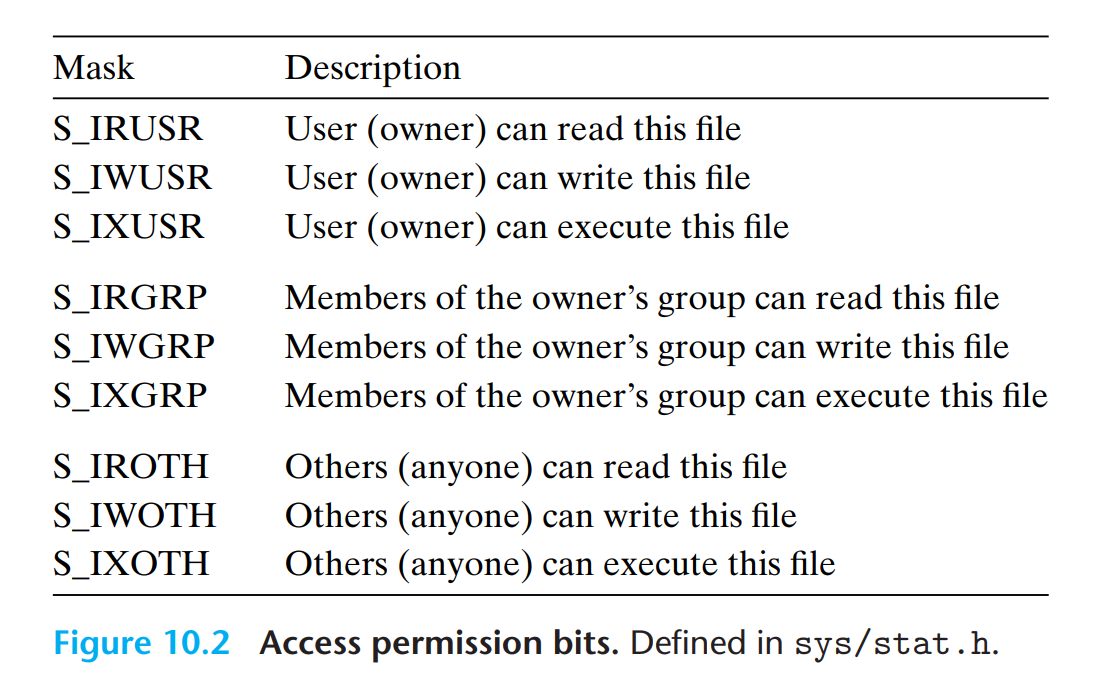 Mask Description
S_IRUSR User (owner) can read this file
S_IWUSR User (owner) can write this file
S_IXUSR User (owner) can execute this file
S_IRGRP Members of the owner’s group can read this file
S_IWGRP Members of the owner’s group can write this file
S_IXGRP Members of the owner’s group can execute this file
S_IROTH Others (anyone) can read this file
S_IWOTH Others (anyone) can write this file
S_IXOTH Others (anyone) can execute this file
Figure 10.2 Access permission bits. Defined in sys/stat.h.